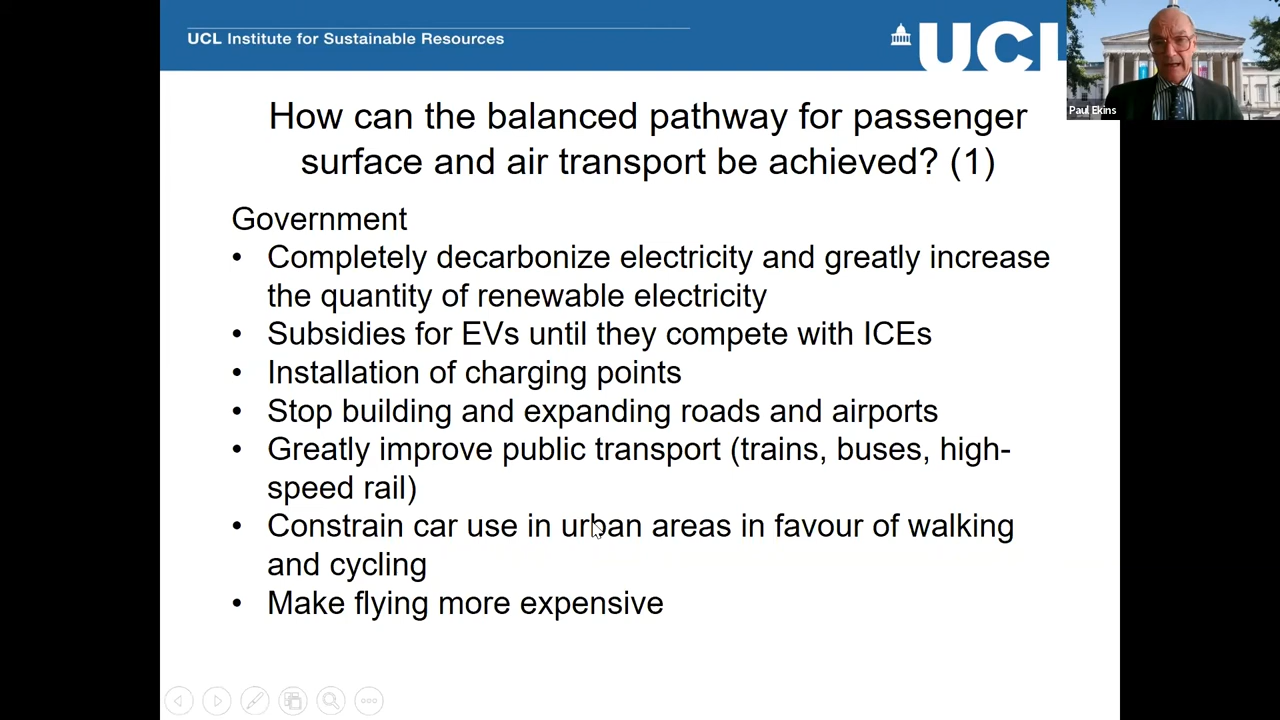 UCL Institute for Sustainable Resources
UCL
Paul Ekins
How can the balanced pathway for passenger
surface and air transport be achieved? (1)
Government
• Completely decarbonize electricity and greatly increase
the quantity of renewable electricity
• Subsidies for EVs until they compete with ICEs
• Installation of charging points
• Stop building and expanding roads and airports
• Greatly improve public transport (trains, buses, high-
speed rail)
• Constrain car use in urban areas in favour of walking
and cycling
• Make flying more expensive